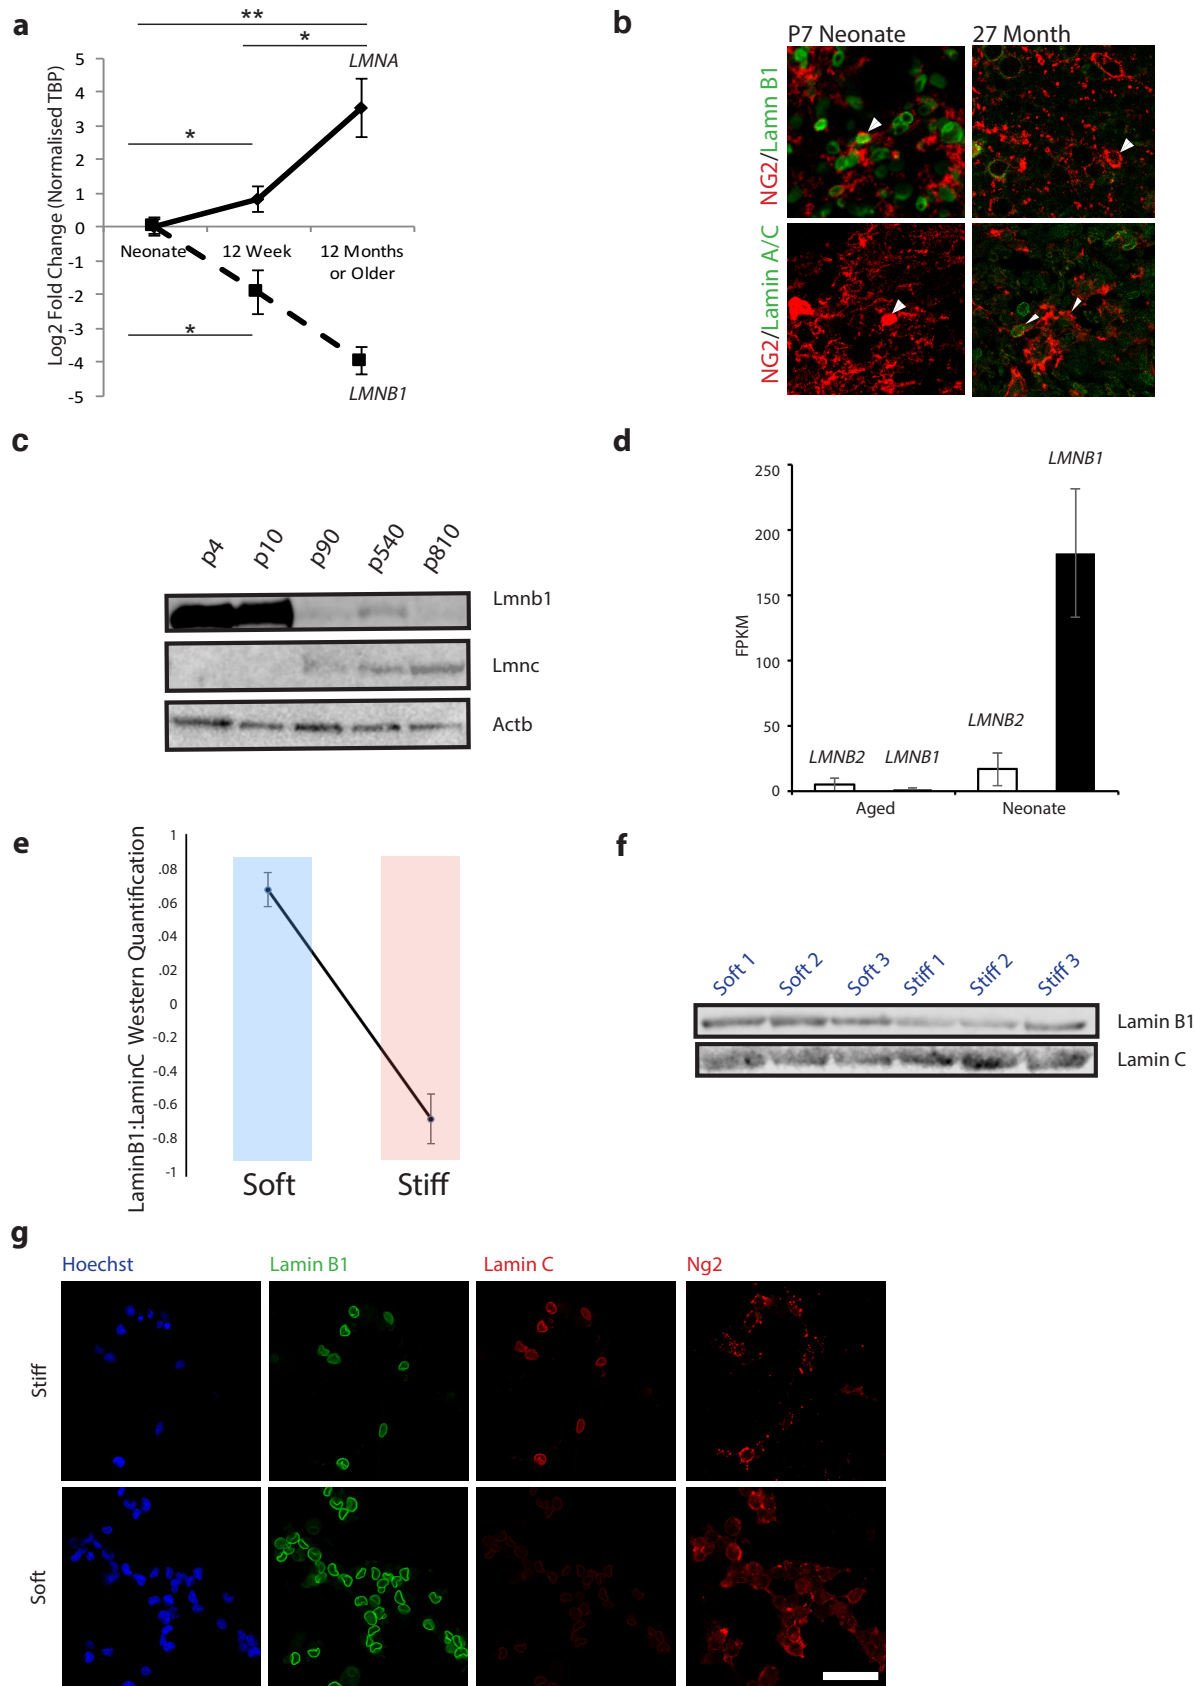 a
**
*
LMNA
5
4
3
2
1
0
-1
-2
-3
-4
-5
Log2 Fold Change (Normalised TBP)
*
Neonate
12 Week
12 Months
or Older
*
LMNB1
b
P7 Neonate
27 Month
NG2/Lamn B1
NG2/Lamin A/C
c
p4
p10
p90
p540
p810
Lmnb1
Lmnc
Actb
d
250
200
150
100
50
0
FPKM
LMNB2
LMNB1
LMNB2
LMNB1
Aged
Neonate
e
1
.08
.06
.04
.02
0
-0.2
-0.4
-0.6
-0.8
-1
LaminB1:LaminC Western Quantification
Soft
Stiff
f
Soft 1
Soft 2
Soft 3
Stiff 1
Stiff 2
Stiff 3
Lamin B1
Lamin C
g
Hoechst
Lamin B1
Lamin C
Ng2
Stiff
Soft